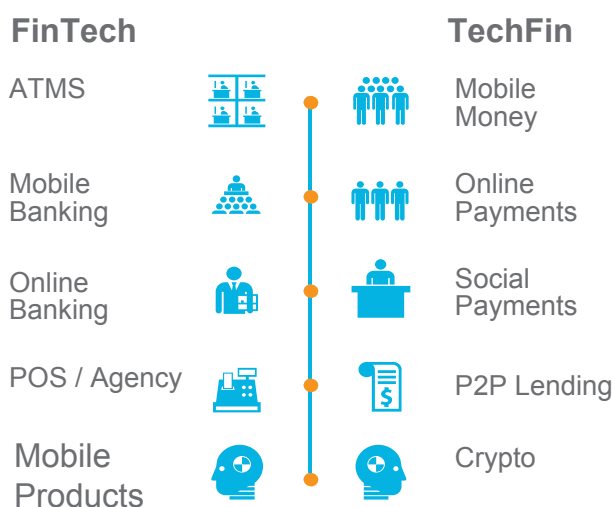 FinTech
TechFin
ATMS
Mobile
Money
Mobile
Banking
Online
Payments
Online
Banking
Social
Payments
POS / Agency
$
P2P Lending
Mobile
Products
Crypto